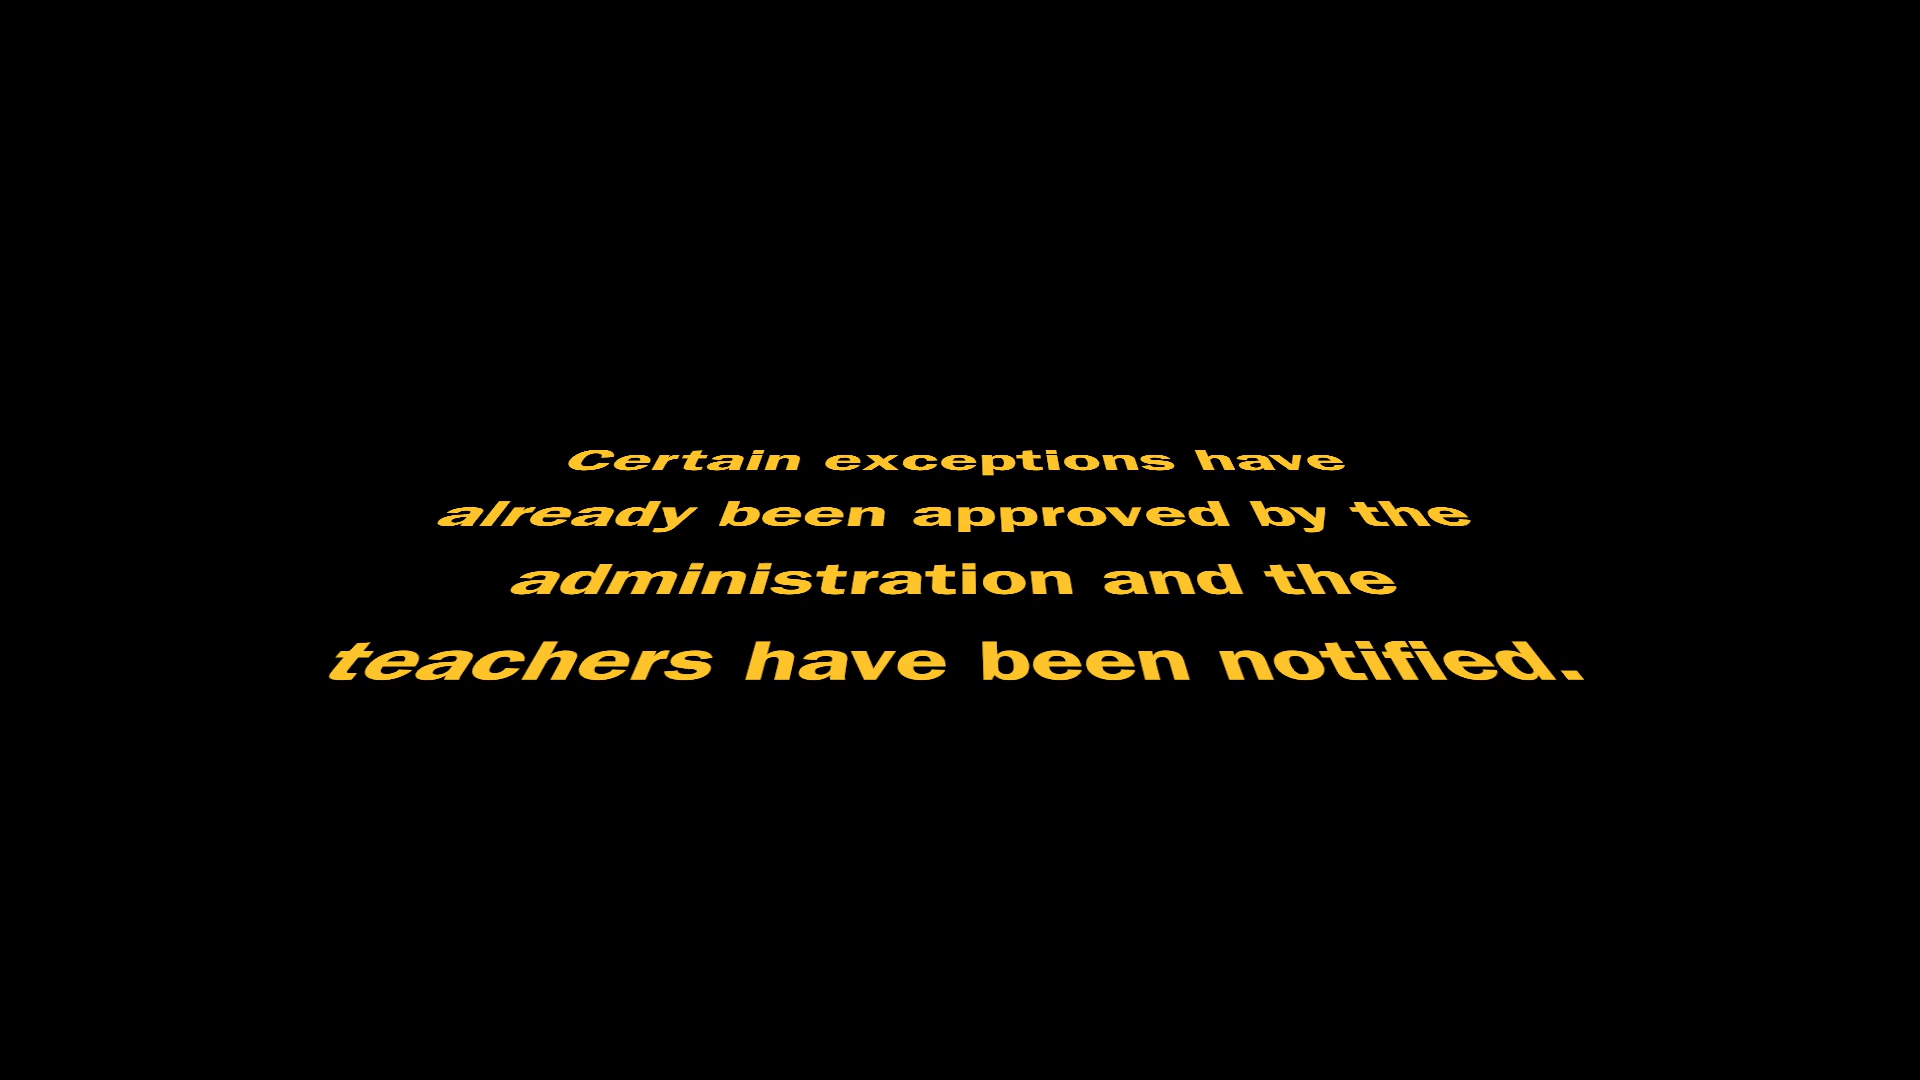 Certain exceptions have
already been approved by the
administration and the
teachers have been notified.